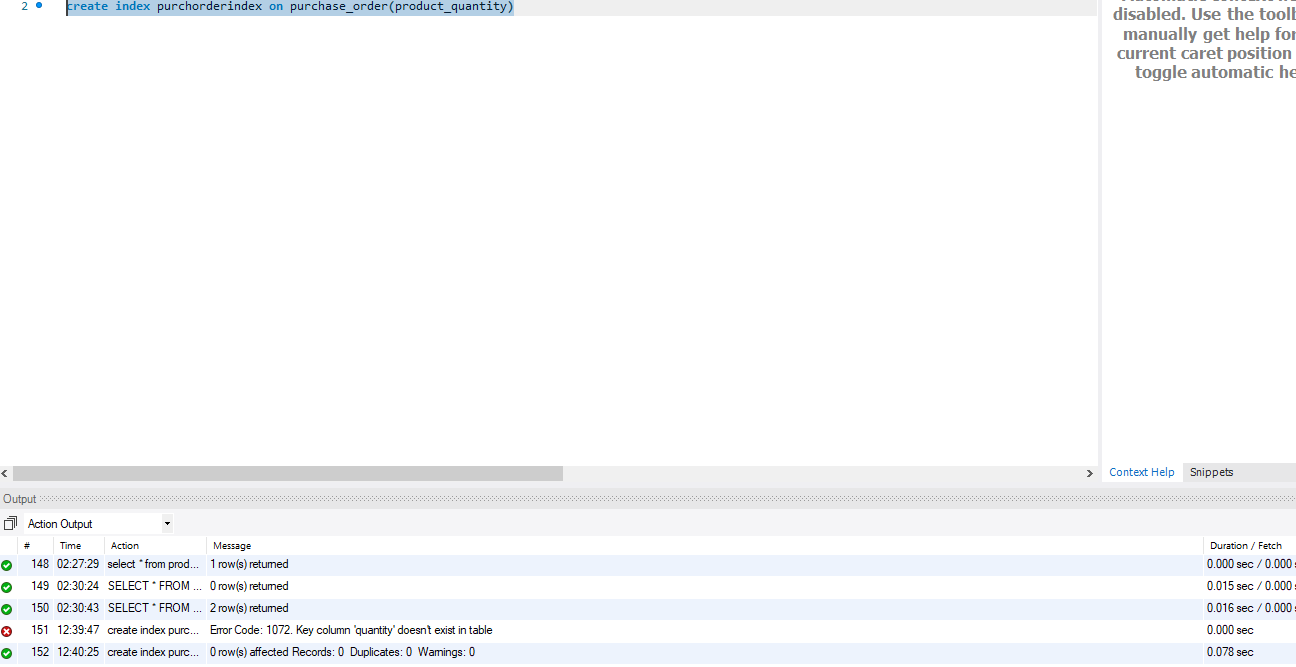 2 create index purchorderindex on purchase_order(product_quantity)
disabled. Use the toolb
manually get help for
current caret position
toggle automatic he
Context Help Snippets
Output
Action Output
# Time Action Message Duration / Fetch
148 02:27:29 select * from prod... 1 row(s) returned 0.000 sec / 0.000 s
149 02:30:24 SELECT * FROM ... 0 row(s) returned 0.015 sec / 0.000 s
150 02:30:43 SELECT * FROM ... 2 row(s) returned 0.016 sec / 0.000 s
151 12:39:47 create index purc... Error Code: 1072. Key column 'quantity' doesn't exist in table 0.000 sec
152 12:40:25 create index purc... 0 row(s) affected Records: 0 Duplicates: 0 Warnings: 0 0.078 sec